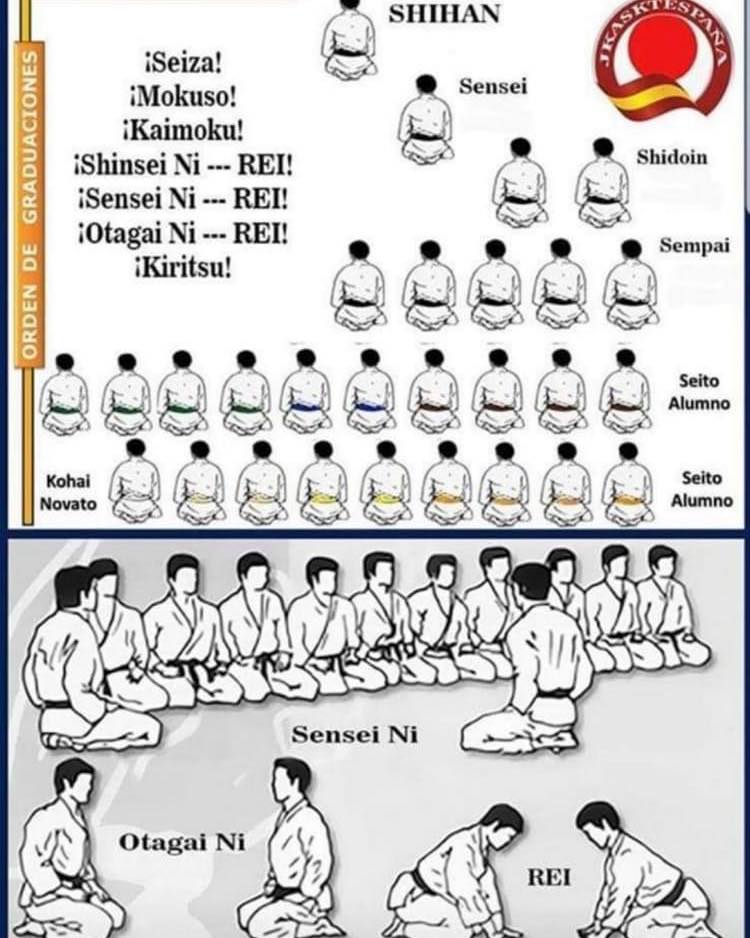 SHIHAN
JKASKTESPAÑA
Sensei
ORDEN DE GRADUACIONES
¡Seiza!
¡Mokuso!
¡Kaimoku!
¡Shinsei Ni --- REI!
¡Sensei Ni --- REI!
¡Otagai Ni --- REI!
¡Kiritsu!
Shidoin
Sempai
Seito
Alumno
Kohai
Novato
Seito
Alumno
Sensei Ni
Otagai Ni
REI